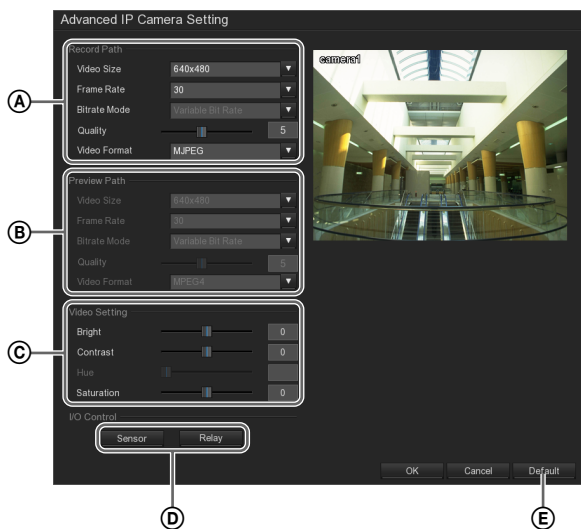 Advanced IP Camera Setting
Record Path
Video Size 640x480
Frame Rate 30
Bitrate Mode Variable Bit Rate
Quality 5
Video Format MJPEG
A
Preview Path
Video Size 640x480
Frame Rate 30
Bitrate Mode Variable Bit Rate
Quality 5
Video Format MPEG4
B
Video Setting
Bright 0
Contrast 0
Hue
Saturation 0
C
I/O Control
Sensor Relay
camera1
OK Cancel Default
D E